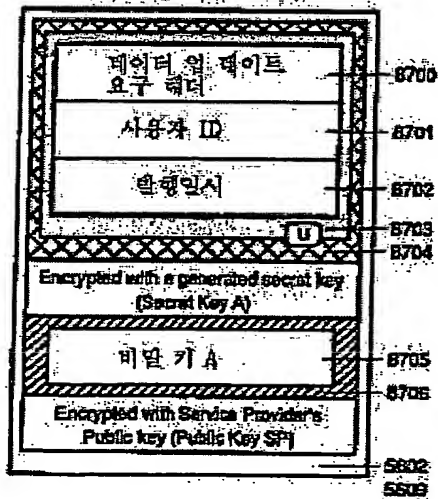 데이터 업 데이트
요구 헤더
8700
사용자 ID
8701
발행일시
8702
U
8703
8704
Encrypted with a generated secret key
(Secret Key A)
비밀 키 A
8705
8706
Encrypted with Service Provider's
Public key (Public Key SP)
5602
5609